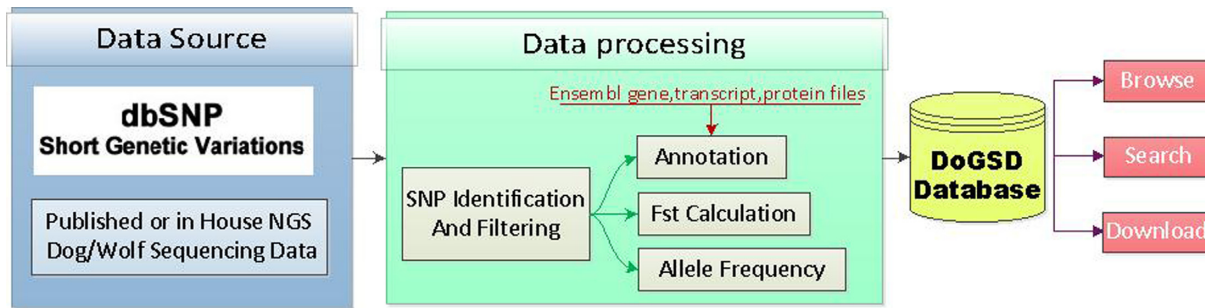 Data Source
dbSNP
Short Genetic Variations
Published or in House NGS
Dog/Wolf Sequencing Data
Data processing
Ensembl gene,transcript,protein files
SNP Identification
And Filtering
Annotation
Fst Calculation
Allele Frequency
DoGSD
Database
Browse
Search
Download